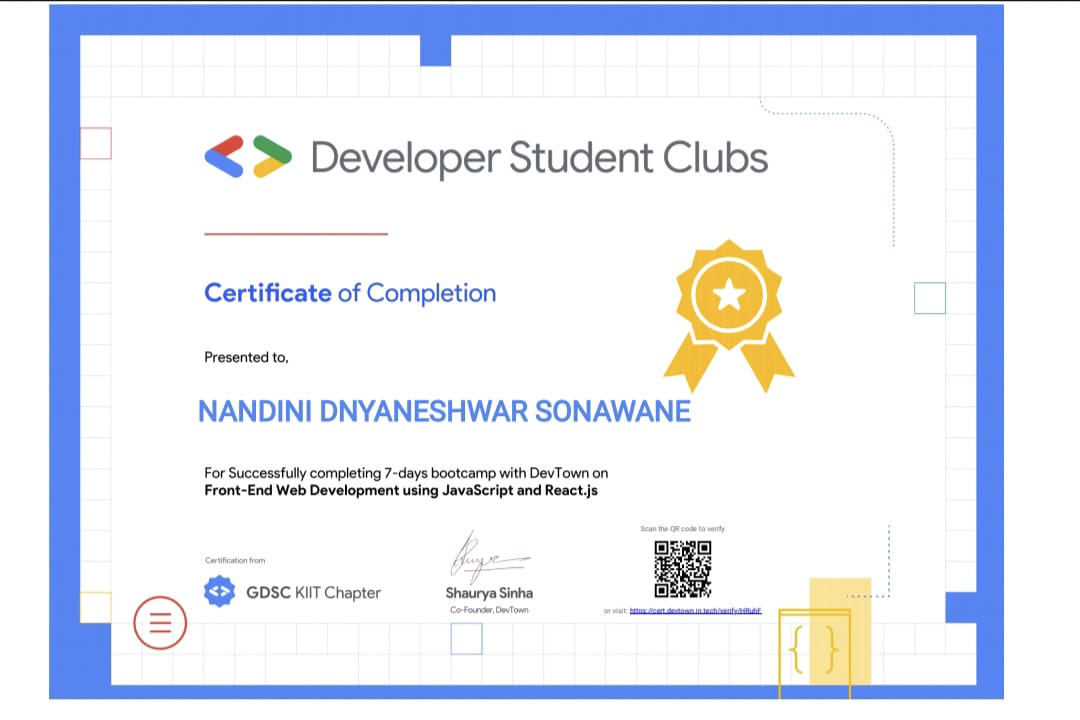 Developer Student Clubs
Certificate of Completion
Presented to,
NANDINI DNYANESHWAR SONAWANE
For Successfully completing 7-days bootcamp with DevTown on
Front-End Web Development using JavaScript and React.js
Scan the QR code to verify
Certification from
GDSC KIIT Chapter
Shaurya Sinha
Co-Founder, DevTown
or visit: https://cert.devtown.in.tech/verify/HRuhF
{ }